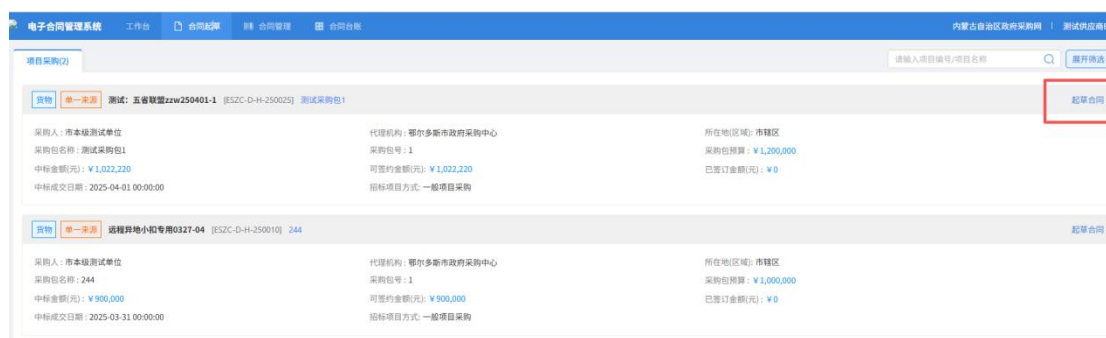 电子合同管理系统 工作台 合同起草 合同管理 合同台账 内蒙古自治区政府采购网 | 测试供应商
项目采购(2) 请输入项目编号/项目名称 展开筛选
货物 单一来源 测试：五省联盟zzw250401-1 [ESZC-D-H-250025] 测试采购包1 起草合同
采购人：市本级测试单位 代理机构：鄂尔多斯市政府采购中心 所在地(区域)：市辖区
采购包名称：测试采购包1 采购包号：1 采购包预算：￥1,200,000
中标金额(元)：￥1,022,220 可签约金额(元)：￥1,022,220 已签订金额(元)：￥0
中标成交日期：2025-04-01 00:00:00 招标项目方式：一般项目采购
货物 单一来源 远程异地小扣专用0327-04 [ESZC-D-H-250010] 244 起草合同
采购人：市本级测试单位 代理机构：鄂尔多斯市政府采购中心 所在地(区域)：市辖区
采购包名称：244 采购包号：1 采购包预算：￥1,000,000
中标金额(元)：￥900,000 可签约金额(元)：￥900,000 已签订金额(元)：￥0
中标成交日期：2025-03-31 00:00:00 招标项目方式：一般项目采购